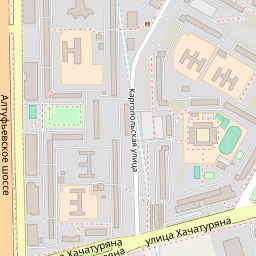 Алтуфьевское шоссе
Каргопольская улица
улица Хачатуряна
Хачатуряна